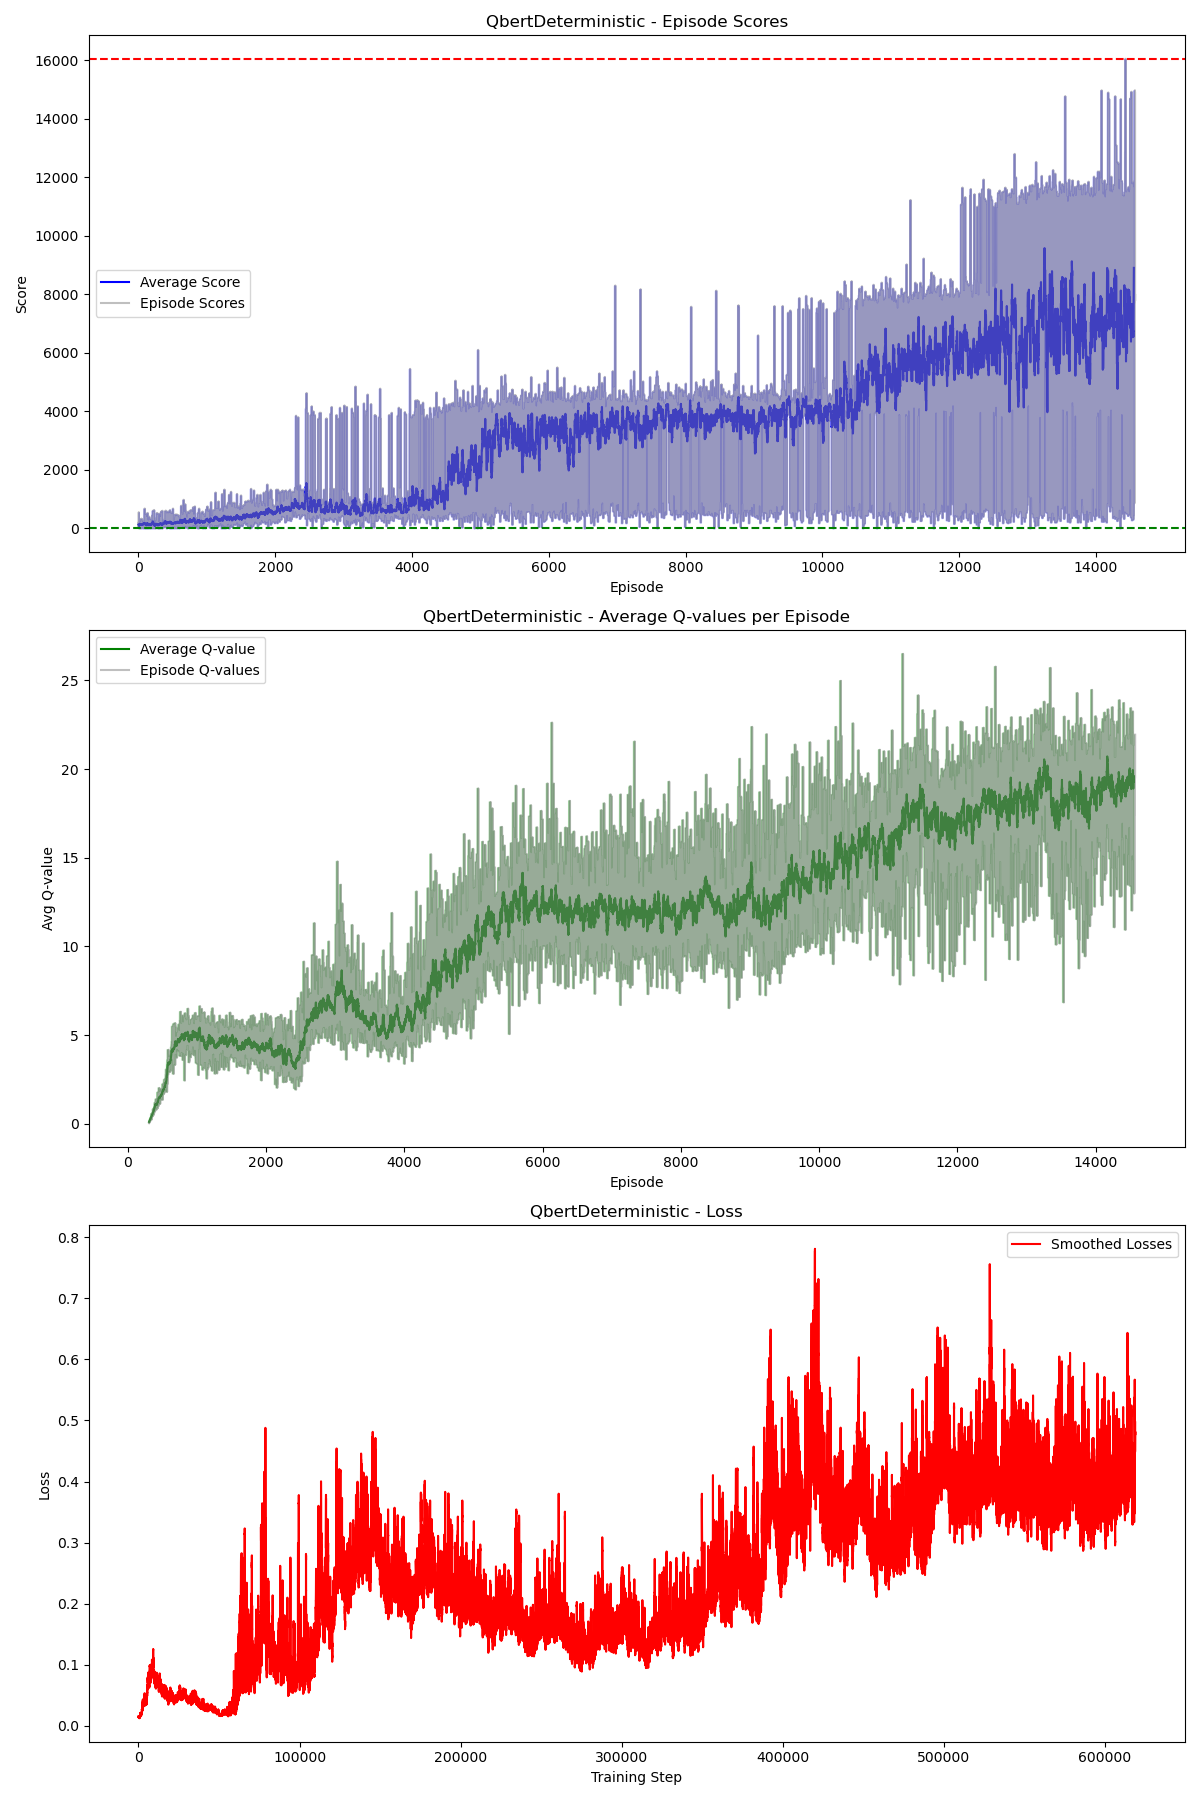 QbertDeterministic - Episode Scores
16000
14000
12000
10000
8000
6000
4000
2000
0
Score
Average Score
Episode Scores
0 2000 4000 6000 8000 10000 12000 14000
Episode
QbertDeterministic - Average Q-values per Episode
25
20
15
10
5
0
Avg Q-value
Average Q-value
Episode Q-values
0 2000 4000 6000 8000 10000 12000 14000
Episode
QbertDeterministic - Loss
0.8
0.7
0.6
0.5
0.4
0.3
0.2
0.1
0.0
Loss
Smoothed Losses
0 100000 200000 300000 400000 500000 600000
Training Step